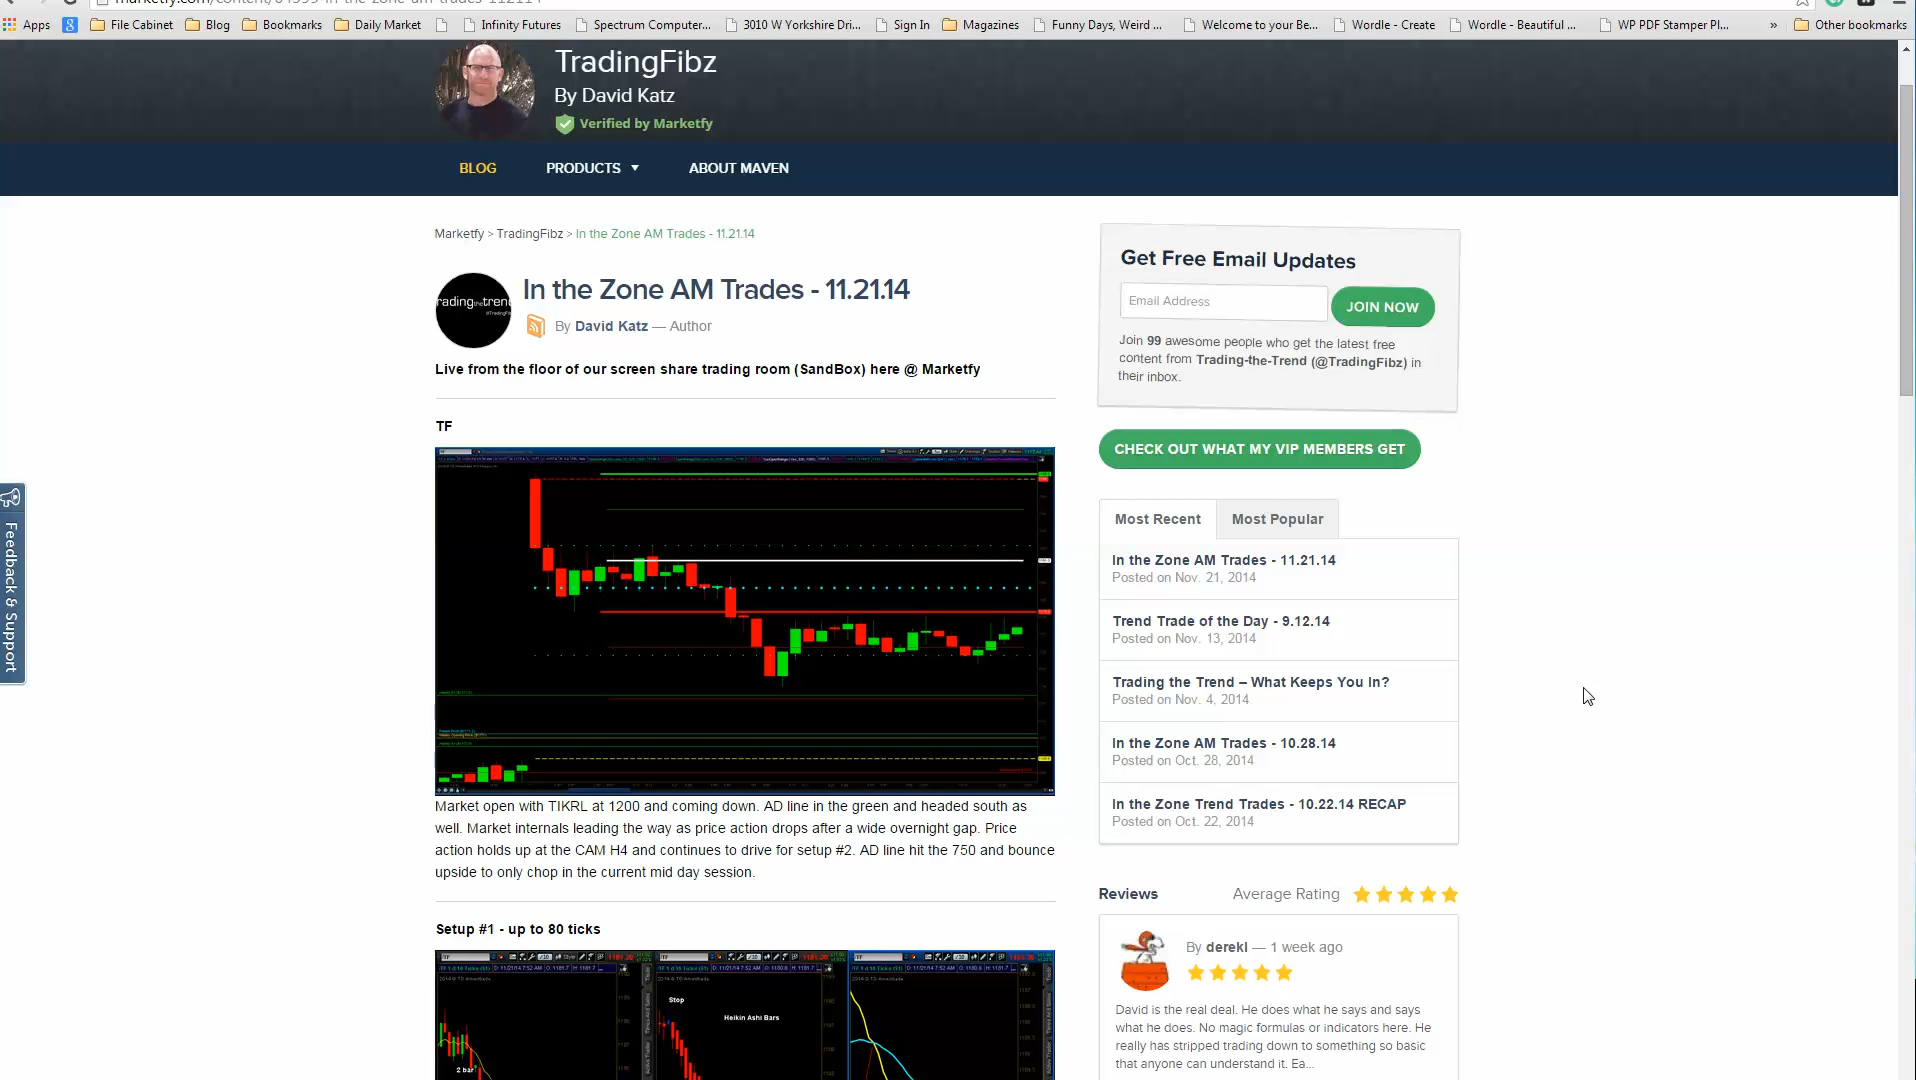 Apps
File Cabinet
Blog
Bookmarks
Daily Market
Infinity Futures
Spectrum Computer...
3010 W Yorkshire Dri...
Sign In
Magazines
Funny Days, Weird ...
Welcome to your Be...
Wordle - Create
Wordle - Beautiful ...
WP PDF Stamper Pl...
»
Other bookmarks
TradingFibz
By David Katz
Verified by Marketfy
BLOG
PRODUCTS
ABOUT MAVEN
Marketfy > TradingFibz > In the Zone AM Trades - 11.21.14
In the Zone AM Trades - 11.21.14
By David Katz — Author
Live from the floor of our screen share trading room (SandBox) here @ Marketfy
TF
Market open with TIKRL at 1200 and coming down. AD line in the green and headed south as
well. Market internals leading the way as price action drops after a wide overnight gap. Price
action holds up at the CAM H4 and continues to drive for setup #2. AD line hit the 750 and bounce
upside to only chop in the current mid day session.
Setup #1 - up to 80 ticks
Stop
Heikin Ashi Bars
2 bar
Get Free Email Updates
Email Address
JOIN NOW
Join 99 awesome people who get the latest free
content from Trading-the-Trend (@TradingFibz) in
their inbox.
CHECK OUT WHAT MY VIP MEMBERS GET
Most Recent
Most Popular
In the Zone AM Trades - 11.21.14
Posted on Nov. 21, 2014
Trend Trade of the Day - 9.12.14
Posted on Nov. 13, 2014
Trading the Trend – What Keeps You In?
Posted on Nov. 4, 2014
In the Zone AM Trades - 10.28.14
Posted on Oct. 28, 2014
In the Zone Trend Trades - 10.22.14 RECAP
Posted on Oct. 22, 2014
Reviews
Average Rating
By derekl — 1 week ago
David is the real deal. He does what he says and says
what he does. No magic formulas or indicators here. He
really has stripped trading down to something so basic
that anyone can understand it. Ea...
Feedback & Support